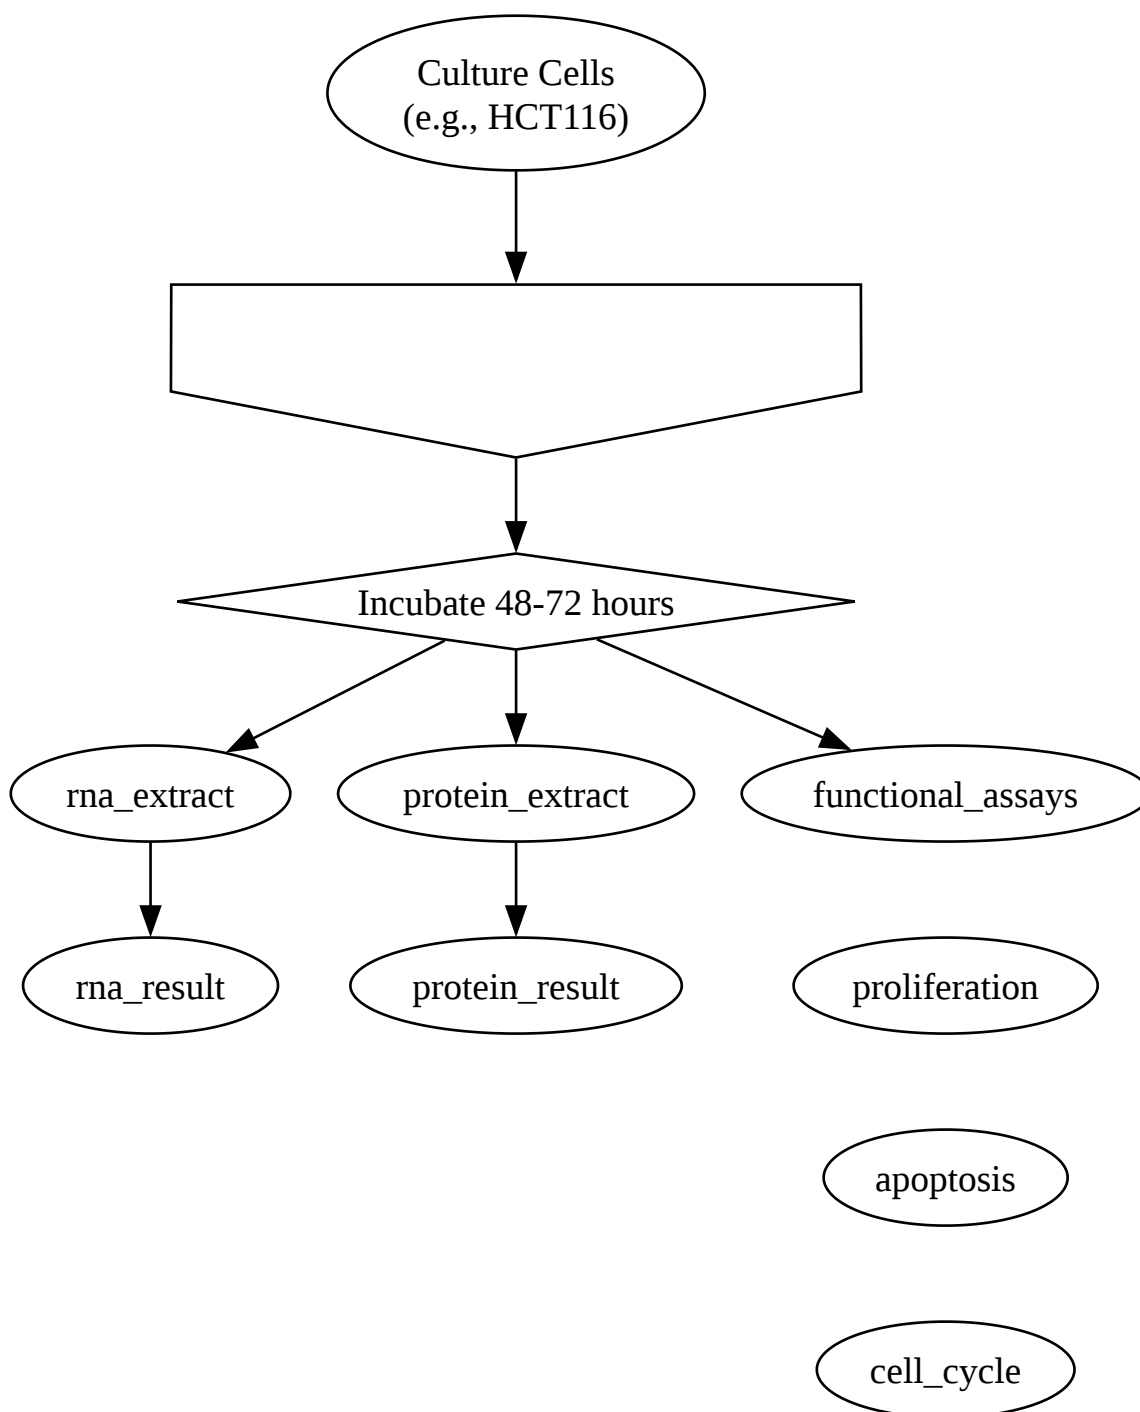 Culture Cells
(e.g., HCT116)
Incubate 48-72 hours
rna_extract
protein_extract
functional_assays
rna_result
protein_result
proliferation
apoptosis
cell_cycle